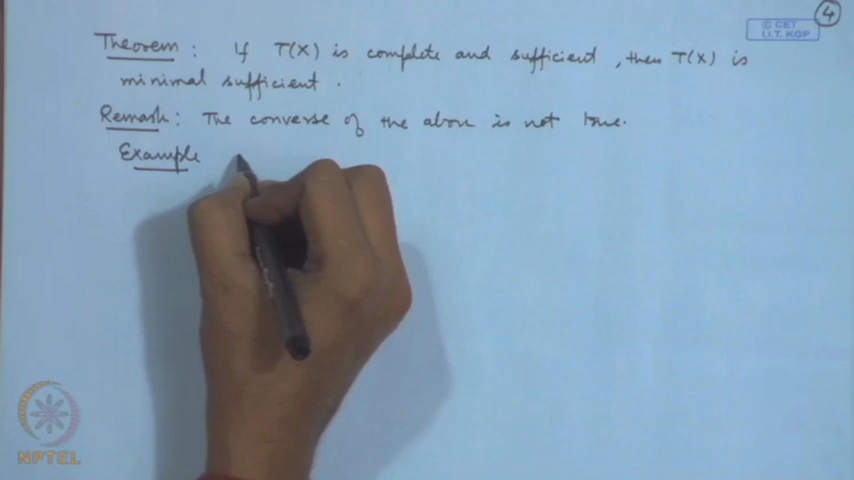 4
© CET
I.I.T. KGP
Theorem : If T(X) is complete and sufficient, then T(X) is
minimal sufficient.
Remark : The converse of the above is not true.
Example
NPTEL